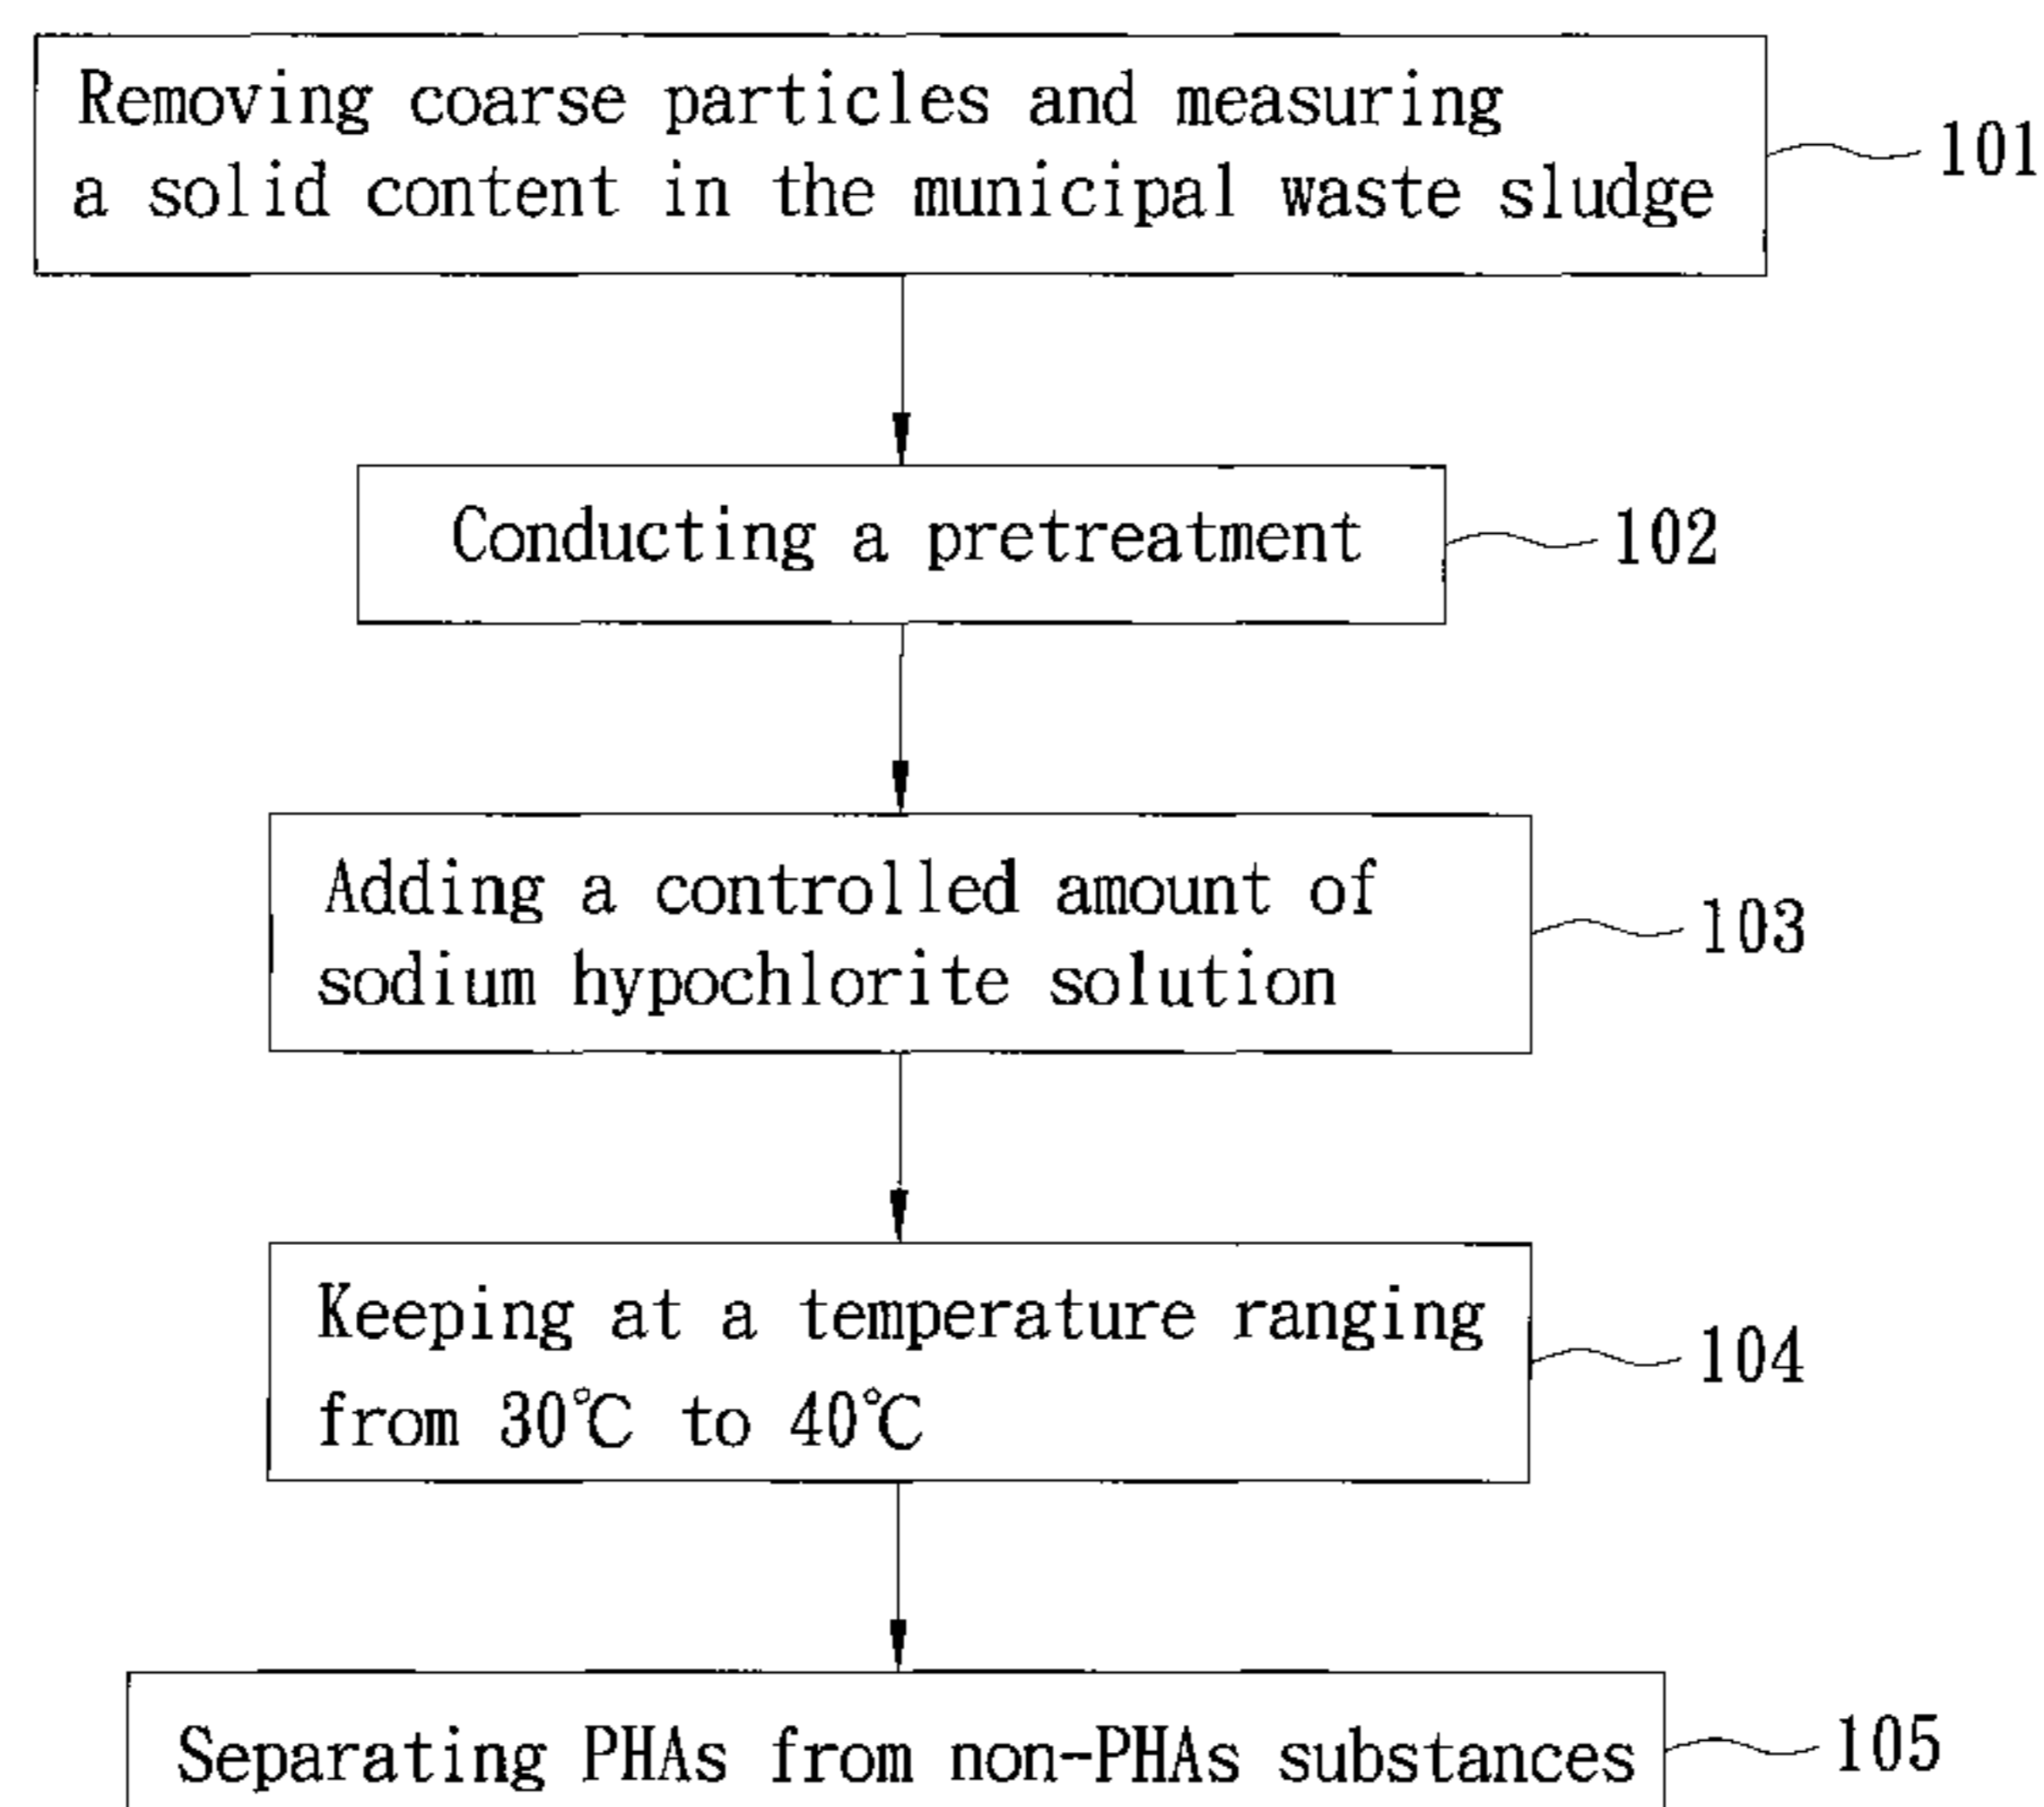 Removing coarse particles and measuring
a solid content in the municipal waste sludge
101
Conducting a pretreatment
102
Adding a controlled amount of
sodium hypochlorite solution
103
Keeping at a temperature ranging
from 30℃ to 40℃
104
Separating PHAs from non-PHAs substances
105